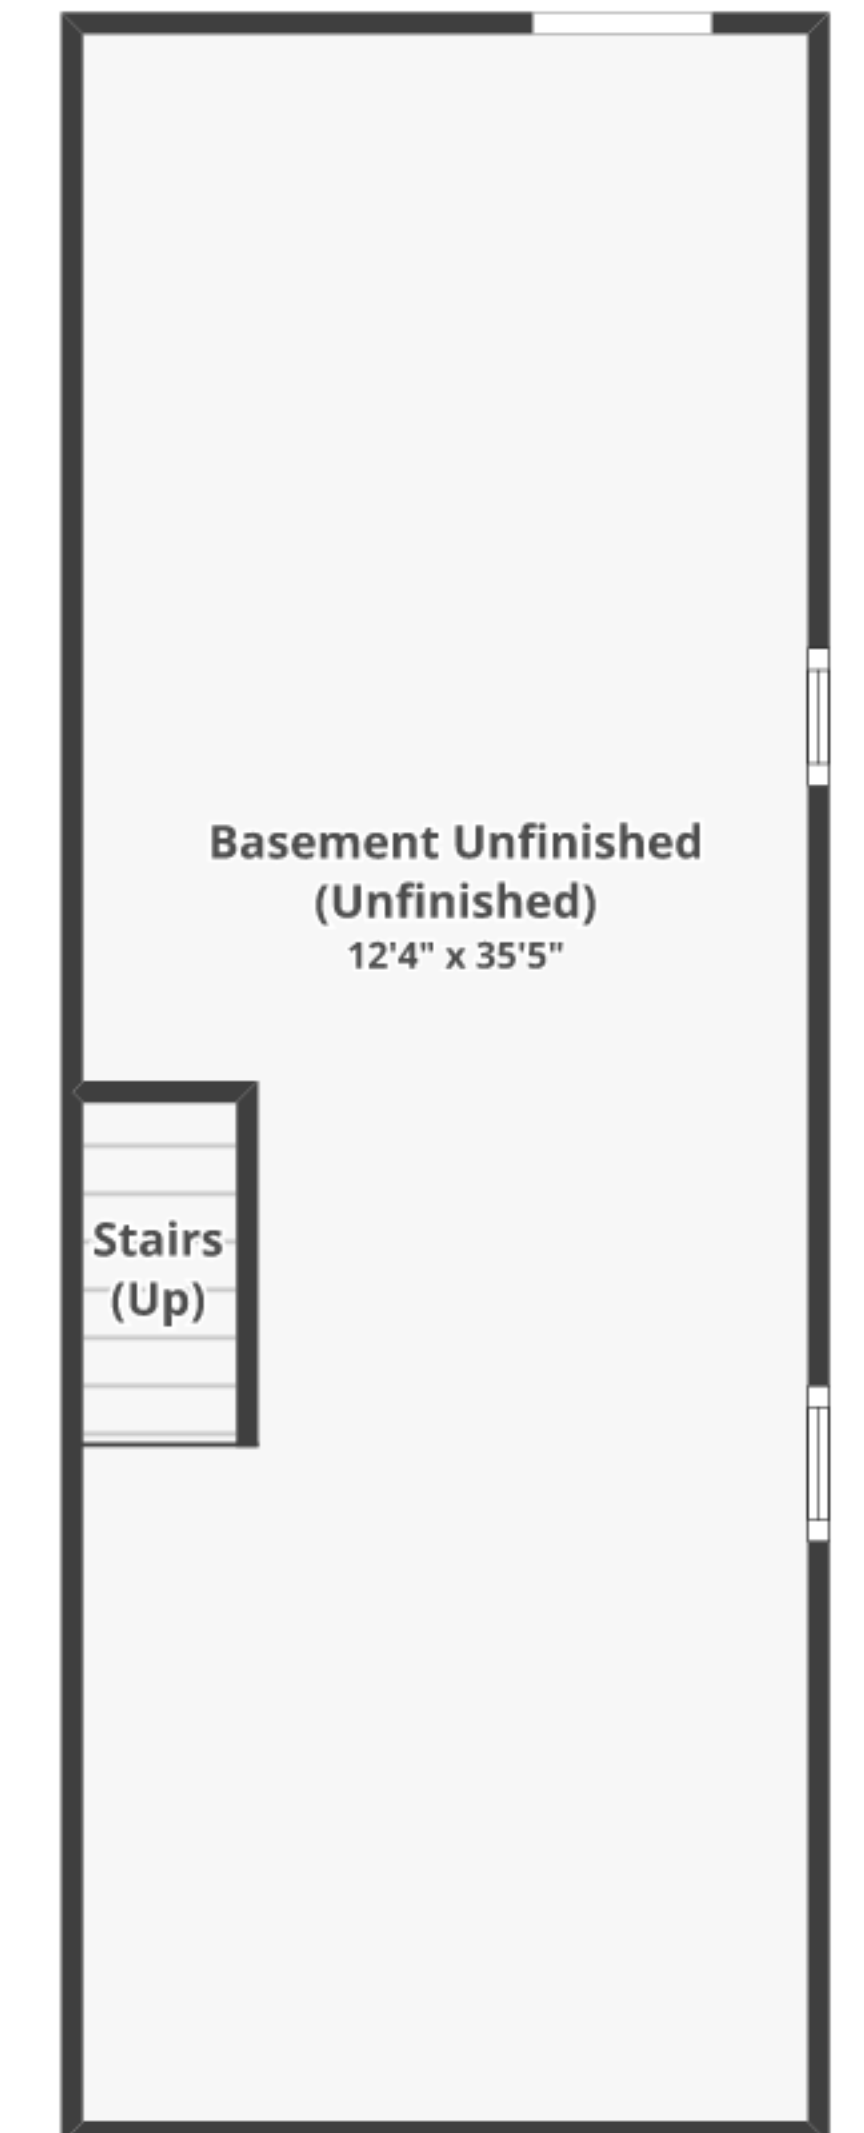 Basement Unfinished
(Unfinished)
12'4" x 35'5"
Stairs
(Up)